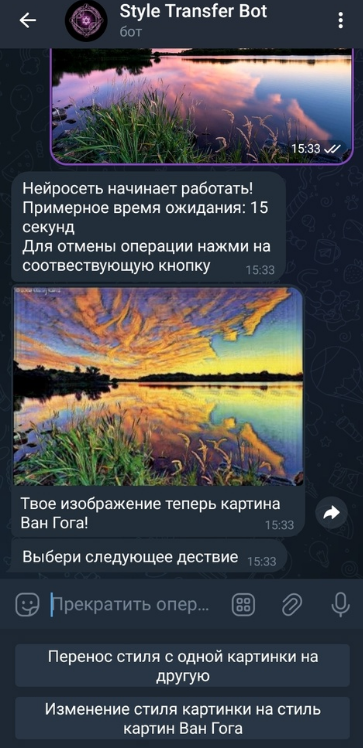 Style Transfer Bot
бот
15:33
Нейросеть начинает работать!
Примерное время ожидания: 15
секунд
Для отмены операции нажми на
соотвествующую кнопку
15:33
Твое изображение теперь картина
Ван Гога!
15:33
Выбери следующее дествие
15:33
Прекратить опер...
Перенос стиля с одной картинки на
другую
Изменение стиля картинки на стиль
картин Ван Гога